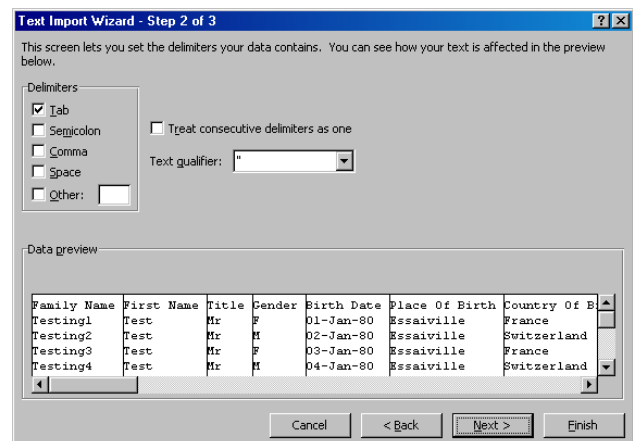 Text Import Wizard - Step 2 of 3
This screen lets you set the delimiters your data contains. You can see how your text is affected in the preview
below.
Delimiters
Tab
Semicolon
Comma
Space
Other:
Treat consecutive delimiters as one
Text qualifier: "
Data preview
Family Name First Name Title Gender Birth Date Place Of Birth Country Of B
Testing1 Test Mr F 01-Jan-80 Essaiville France
Testing2 Test Mr M 02-Jan-80 Essaiville Switzerland
Testing3 Test Mr F 03-Jan-80 Essaiville France
Testing4 Test Mr M 04-Jan-80 Essaiville Switzerland
Cancel < Back Next > Finish